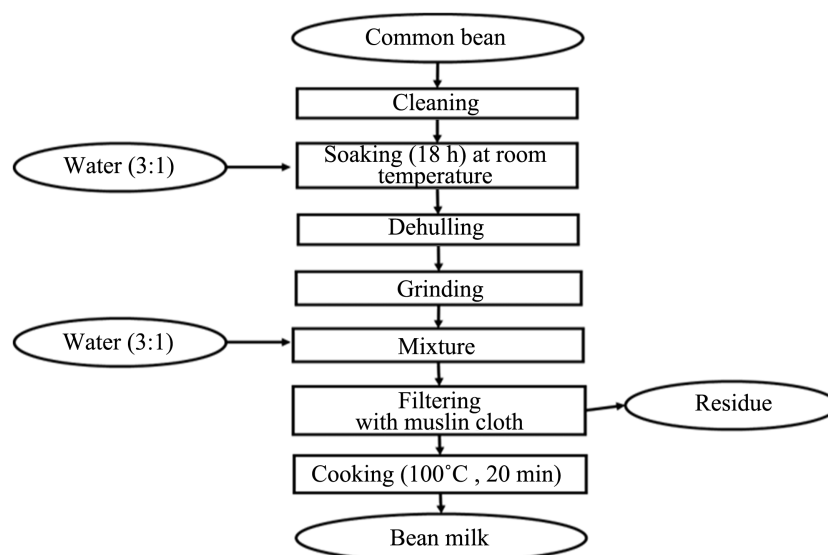 Common bean
Cleaning
Water (3:1)
Soaking (18 h) at room
temperature
Dehulling
Grinding
Water (3:1)
Mixture
Filtering
with muslin cloth
Residue
Cooking (100˚C , 20 min)
Bean milk